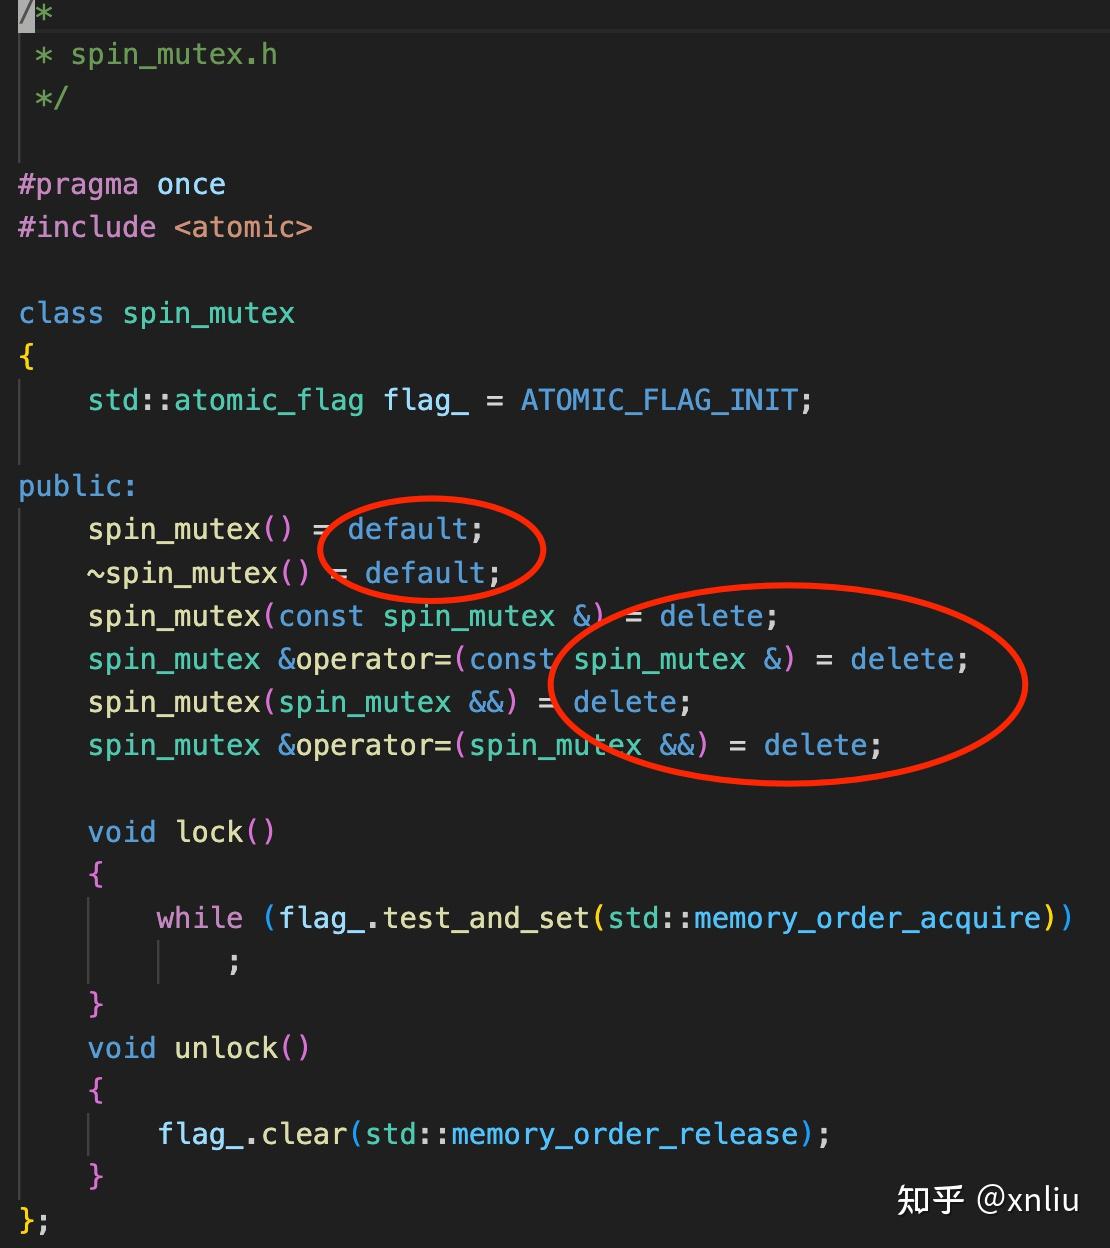 /*
 * spin_mutex.h
 */
#pragma once
#include <atomic>
class spin_mutex
{
    std::atomic_flag flag_ = ATOMIC_FLAG_INIT;
public:
    spin_mutex() = default;
    ~spin_mutex() = default;
    spin_mutex(const spin_mutex &) = delete;
    spin_mutex &operator=(const spin_mutex &) = delete;
    spin_mutex(spin_mutex &&) = delete;
    spin_mutex &operator=(spin_mutex &&) = delete;
    void lock()
    {
        while (flag_.test_and_set(std::memory_order_acquire))
            ;
    }
    void unlock()
    {
        flag_.clear(std::memory_order_release);
    }
};
知乎 @xnliu